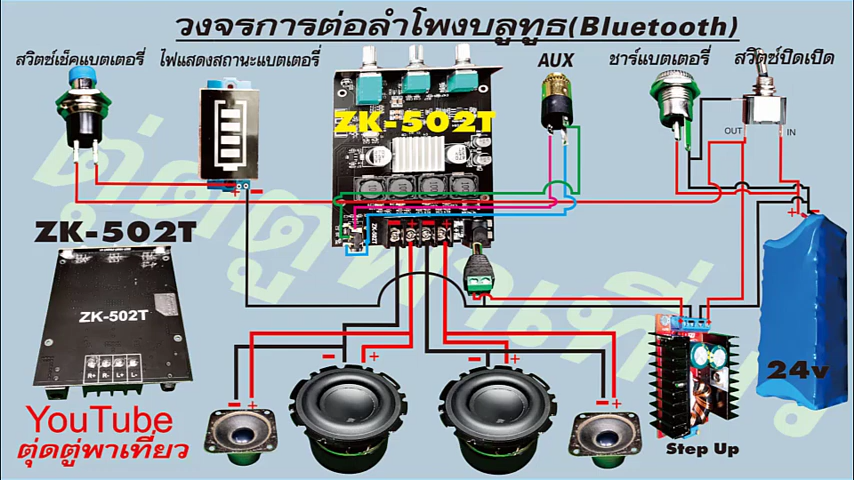 วงจรการต่อลำโพงบลูทูธ(Bluetooth)
สวิตซ์เช็คแบตเตอรี่
ไฟแสดงสถานะแบตเตอรี่
AUX
ชาร์แบตเตอรี่
สวิตซ์ปิดเปิด
ZK-502T
OUT
IN
+
−
ZK-502T
ZK-502T
24v
R+ R- L+ L-
− +
− +
− +
− +
YouTube
ตุ่ดตู่พาเที่ยว
Step Up